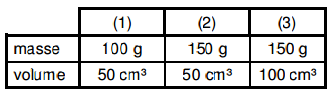 (1) (2) (3)
masse 100 g 150 g 150 g
volume 50 cm³ 50 cm³ 100 cm³